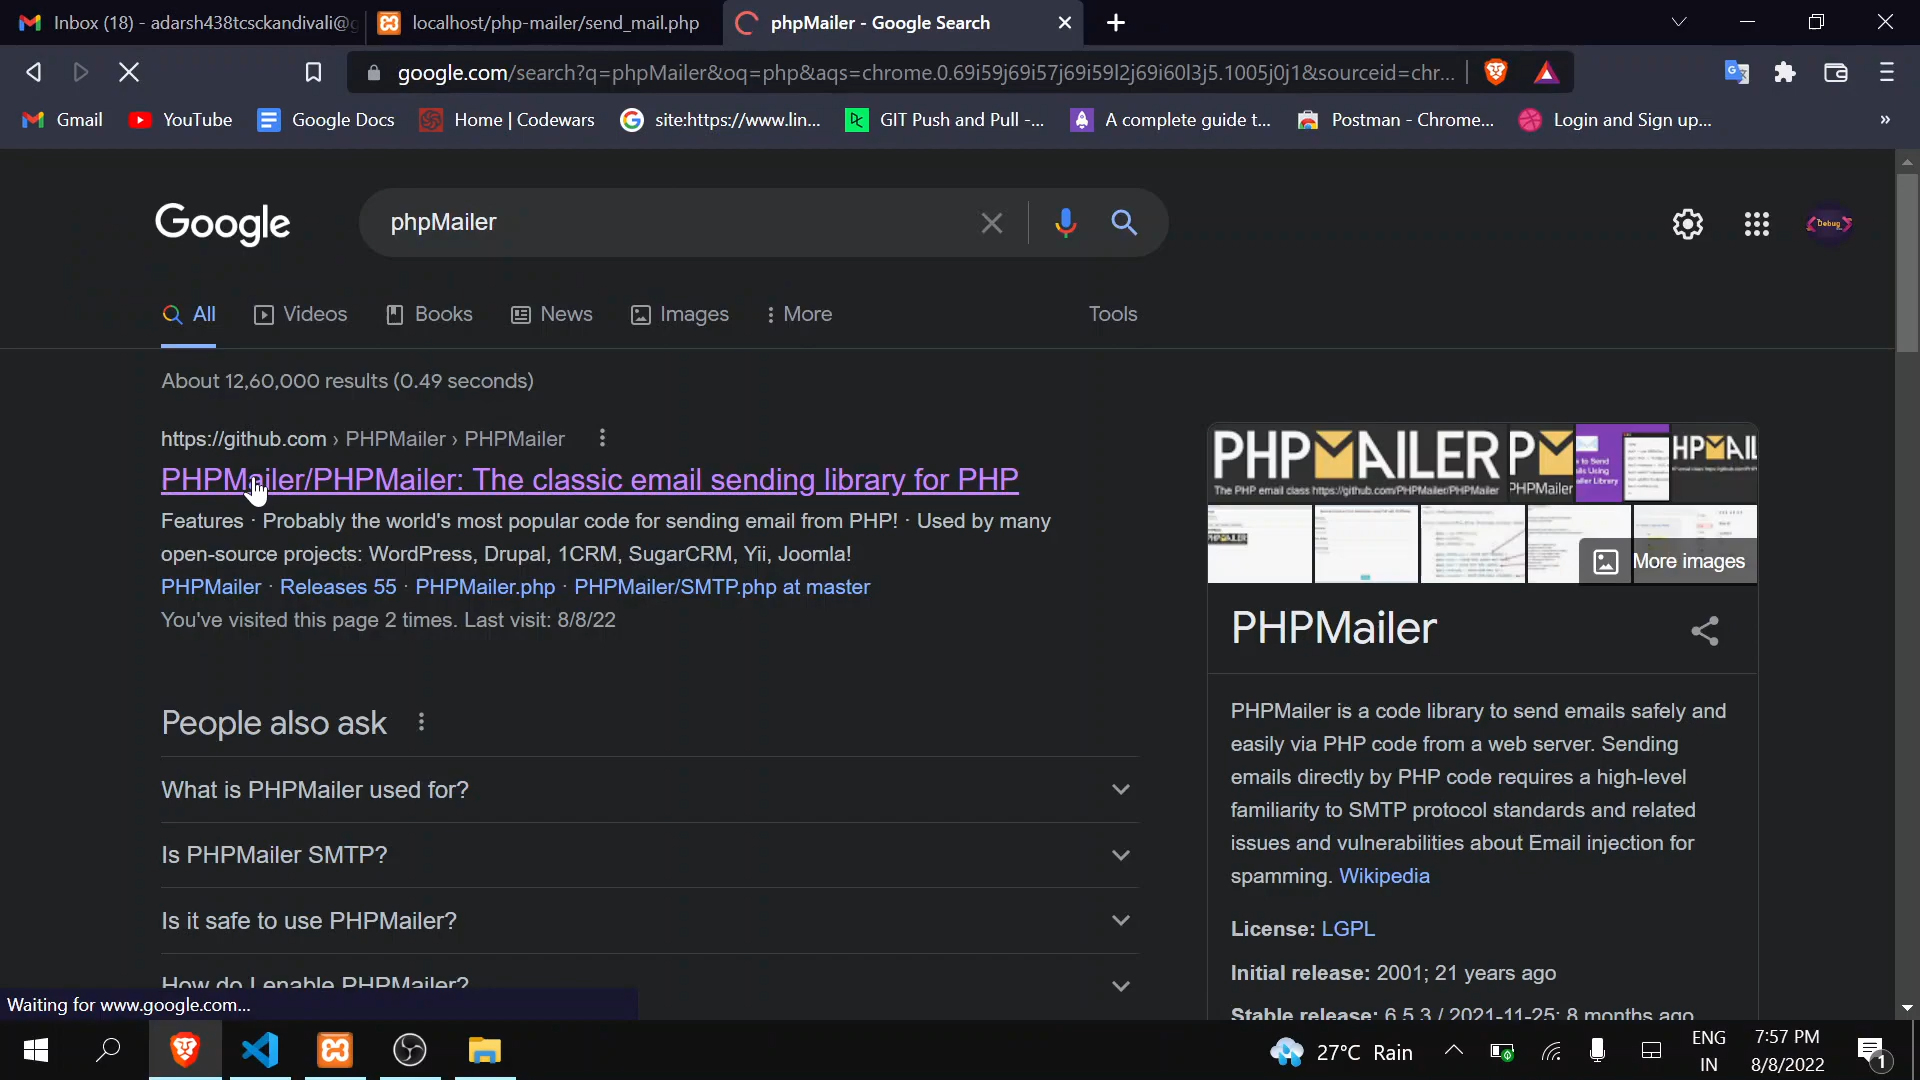 Inbox (18) - adarsh438tcsckandivali@g
localhost/php-mailer/send_mail.php
phpMailer - Google Search
google.com/search?q=phpMailer&oq=php&aqs=chrome.0.69i59j69i57j69i59l2j69i60l3j5.1005j0j1&sourceid=chr...
Gmail
YouTube
Google Docs
Home | Codewars
site:https://www.lin...
GIT Push and Pull -...
A complete guide t...
Postman - Chrome...
Login and Sign up...
»
Google
phpMailer
Debug
All
Videos
Books
News
Images
More
Tools
About 12,60,000 results (0.49 seconds)
https://github.com › PHPMailer › PHPMailer
PHPMailer/PHPMailer: The classic email sending library for PHP
Features · Probably the world's most popular code for sending email from PHP! · Used by many
open-source projects: WordPress, Drupal, 1CRM, SugarCRM, Yii, Joomla!
PHPMailer · Releases 55 · PHPMailer.php · PHPMailer/SMTP.php at master
You've visited this page 2 times. Last visit: 8/8/22
People also ask
What is PHPMailer used for?
Is PHPMailer SMTP?
Is it safe to use PHPMailer?
How do I enable PHPMailer?
Waiting for www.google.com...
PHPMAILER
The PHP email class https://github.com/PHPMailer/PHPMailer
PM
PHPMailer
HPMAIL
More images
PHPMailer
PHPMailer is a code library to send emails safely and
easily via PHP code from a web server. Sending
emails directly by PHP code requires a high-level
familiarity to SMTP protocol standards and related
issues and vulnerabilities about Email injection for
spamming. Wikipedia
License: LGPL
Initial release: 2001; 21 years ago
Stable release: 6.5.3 / 2021-11-25; 8 months ago
27°C Rain
ENG
IN
7:57 PM
8/8/2022
1